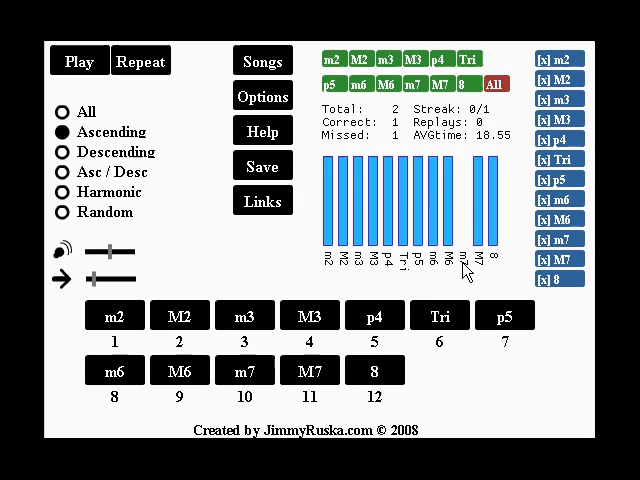 Play Repeat
Songs
Options
Help
Save
Links
All
Ascending
Descending
Asc / Desc
Harmonic
Random
m2 M2 m3 M3 p4 Tri
p5 m6 M6 m7 M7 8 All
Total: 2 Streak: 0/1
Correct: 1 Replays: 0
Missed: 1 AVGtime: 18.55
m2 M2 m3 M3 p4 Tri p5 m6 M6 M7 8
[x] m2
[x] M2
[x] m3
[x] M3
[x] p4
[x] Tri
[x] p5
[x] m6
[x] M6
[x] m7
[x] M7
[x] 8
m2 M2 m3 M3 p4 Tri p5
1 2 3 4 5 6 7
m6 M6 m7 M7 8
8 9 10 11 12
Created by JimmyRuska.com © 2008